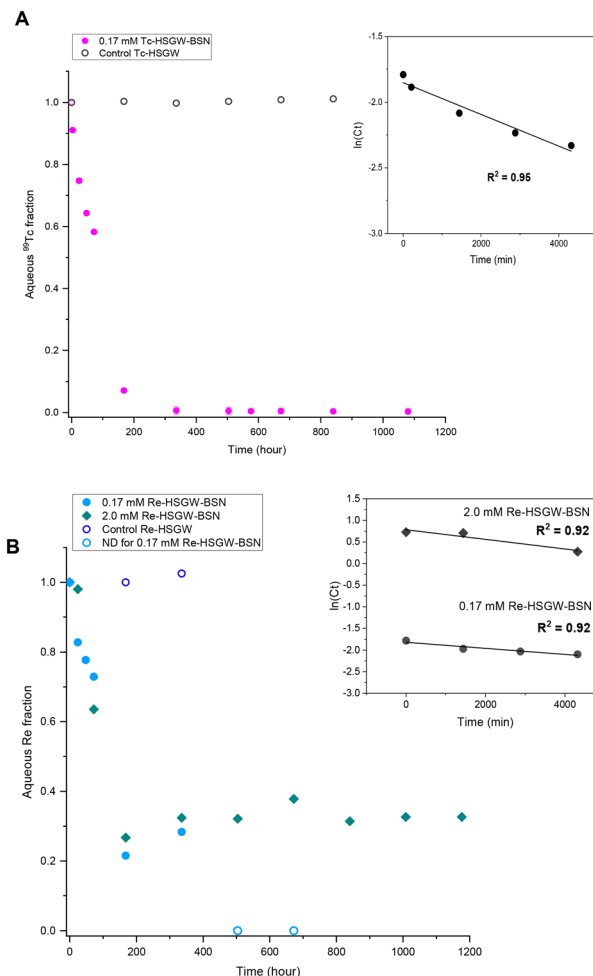 A
0.17 mM Tc-HSGW-BSN
Control Tc-HSGW
1.0
0.8
0.6
0.4
0.2
0.0
Aqueous ⁹⁹Tc fraction
0 200 400 600 800 1000 1200
Time (hour)
-1.5
-2.0
-2.5
-3.0
ln(Ct)
R² = 0.95
0 2000 4000
Time (min)
B
0.17 mM Re-HSGW-BSN
2.0 mM Re-HSGW-BSN
Control Re-HSGW
ND for 0.17 mM Re-HSGW-BSN
1.0
0.8
0.6
0.4
0.2
0.0
Aqueous Re fraction
0 200 400 600 800 1000 1200
Time (hour)
1.5
1.0
0.5
0.0
-0.5
-1.0
-1.5
-2.0
-2.5
-3.0
ln(Ct)
2.0 mM Re-HSGW-BSN
R² = 0.92
0.17 mM Re-HSGW-BSN
R² = 0.92
0 2000 4000
Time (min)